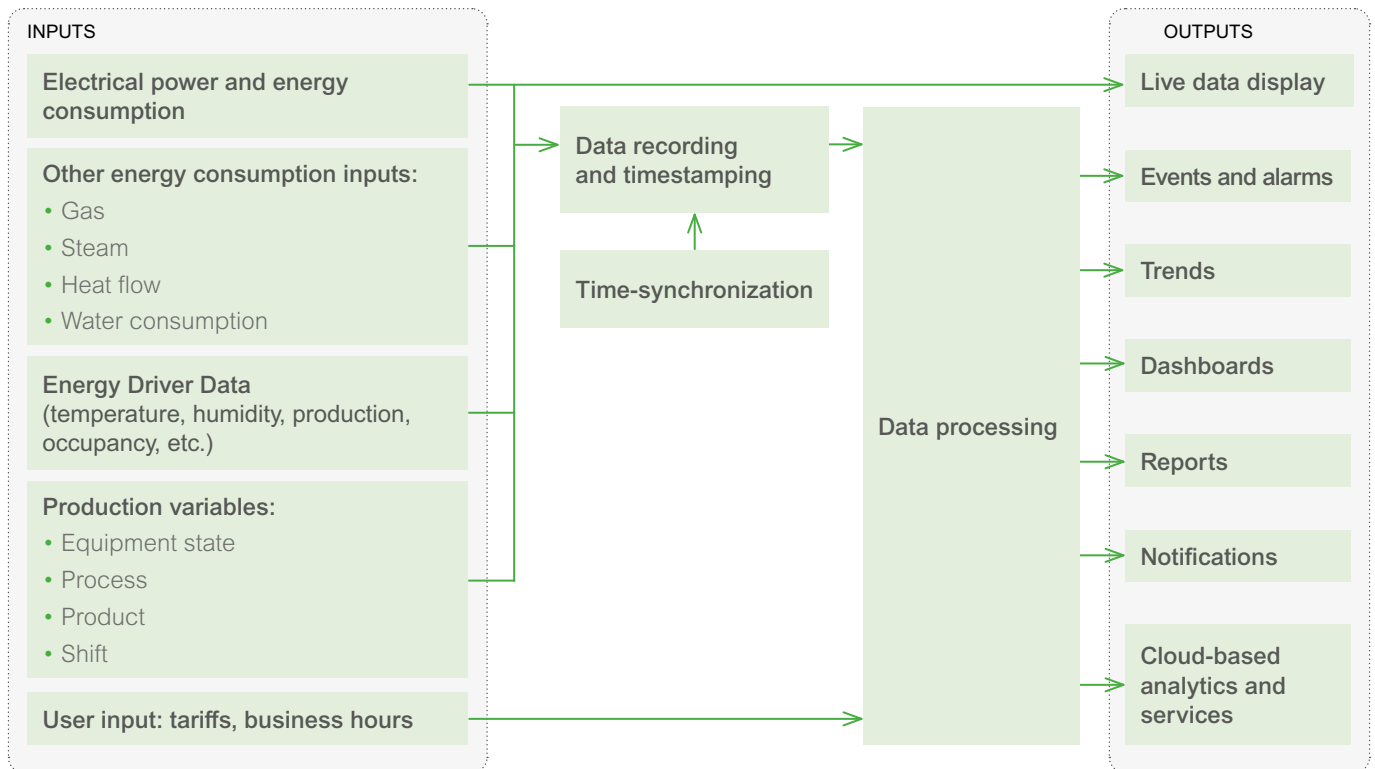 INPUTS
Electrical power and energy
consumption
Other energy consumption inputs:
• Gas
• Steam
• Heat flow
• Water consumption
Energy Driver Data
(temperature, humidity, production,
occupancy, etc.)
Production variables:
• Equipment state
• Process
• Product
• Shift
User input: tariffs, business hours
Data recording
and timestamping
Time-synchronization
Data processing
OUTPUTS
Live data display
Events and alarms
Trends
Dashboards
Reports
Notifications
Cloud-based
analytics and
services